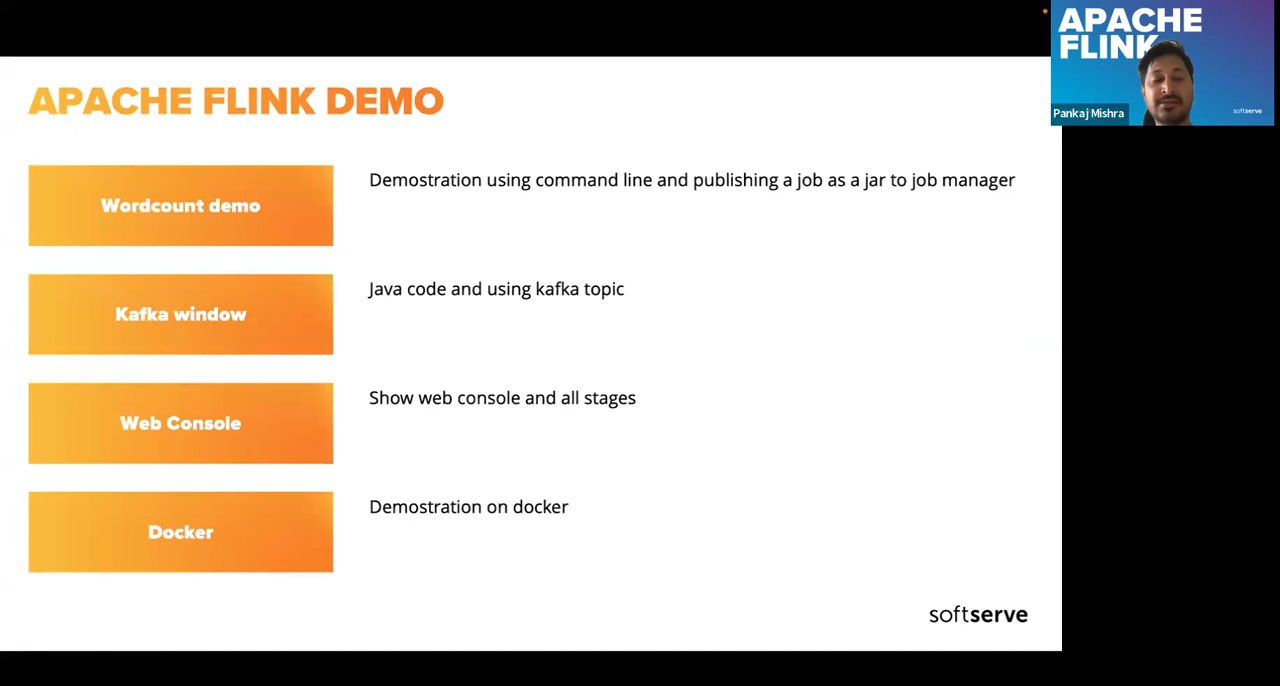 APACHE FLINK DEMO
Wordcount demo
Demostration using command line and publishing a job as a jar to job manager
Kafka window
Java code and using kafka topic
Web Console
Show web console and all stages
Docker
Demostration on docker
softserve
APACHE
FLINK
Pankaj Mishra
softserve